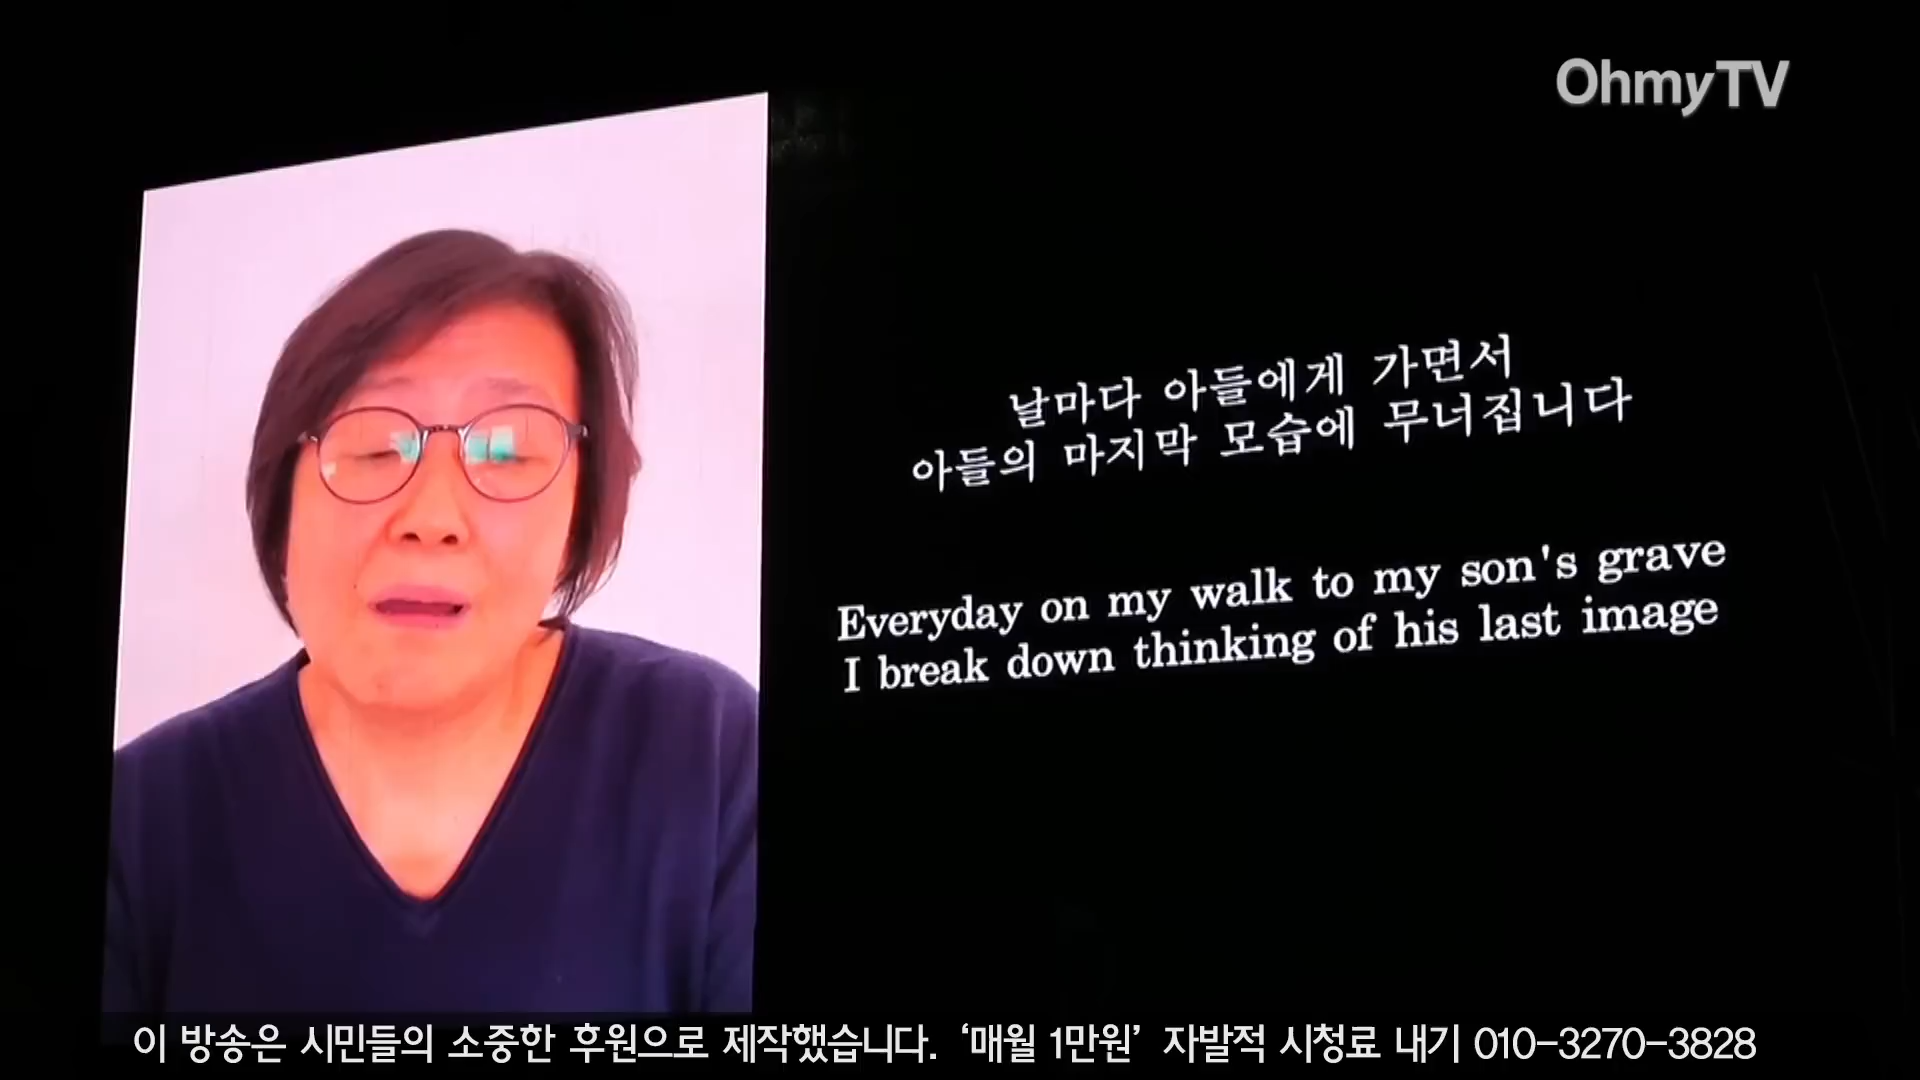 OhmyTV
날마다 아들에게 가면서
아들의 마지막 모습에 무너집니다
Everyday on my walk to my son's grave
I break down thinking of his last image
이 방송은 시민들의 소중한 후원으로 제작했습니다. ‘매월 1만원’ 자발적 시청료 내기 010-3270-3828